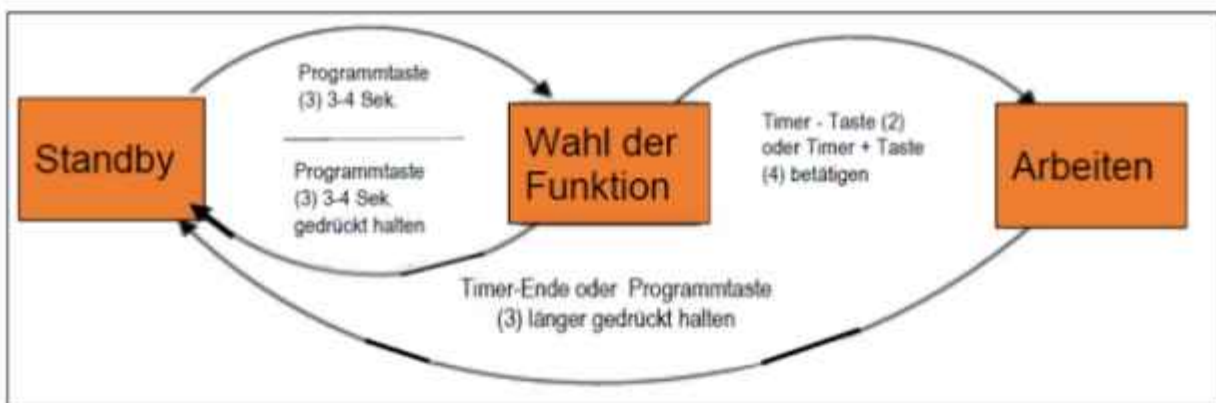 Programmtaste
(3) 3-4 Sek.
Standby
Programmtaste
(3) 3-4 Sek.
gedrückt halten
Wahl der
Funktion
Timer - Taste (2)
oder Timer + Taste
(4) betätigen
Arbeiten
Timer-Ende oder Programmtaste
(3) länger gedrückt halten